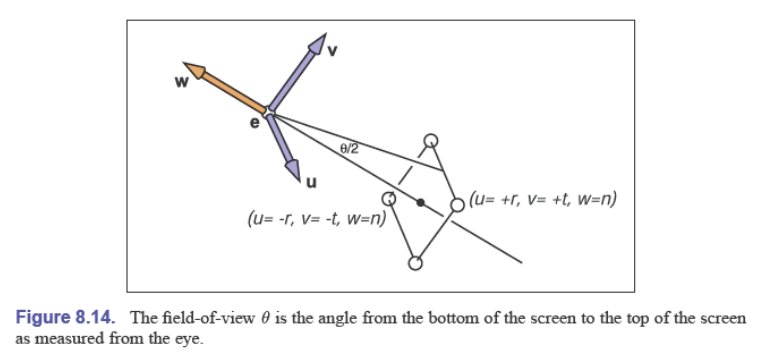 v
w
e
θ/2
u
(u= +r, v= +t, w=n)
(u= -r, v= -t, w=n)
Figure 8.14. The field-of-view θ is the angle from the bottom of the screen to the top of the screen
as measured from the eye.